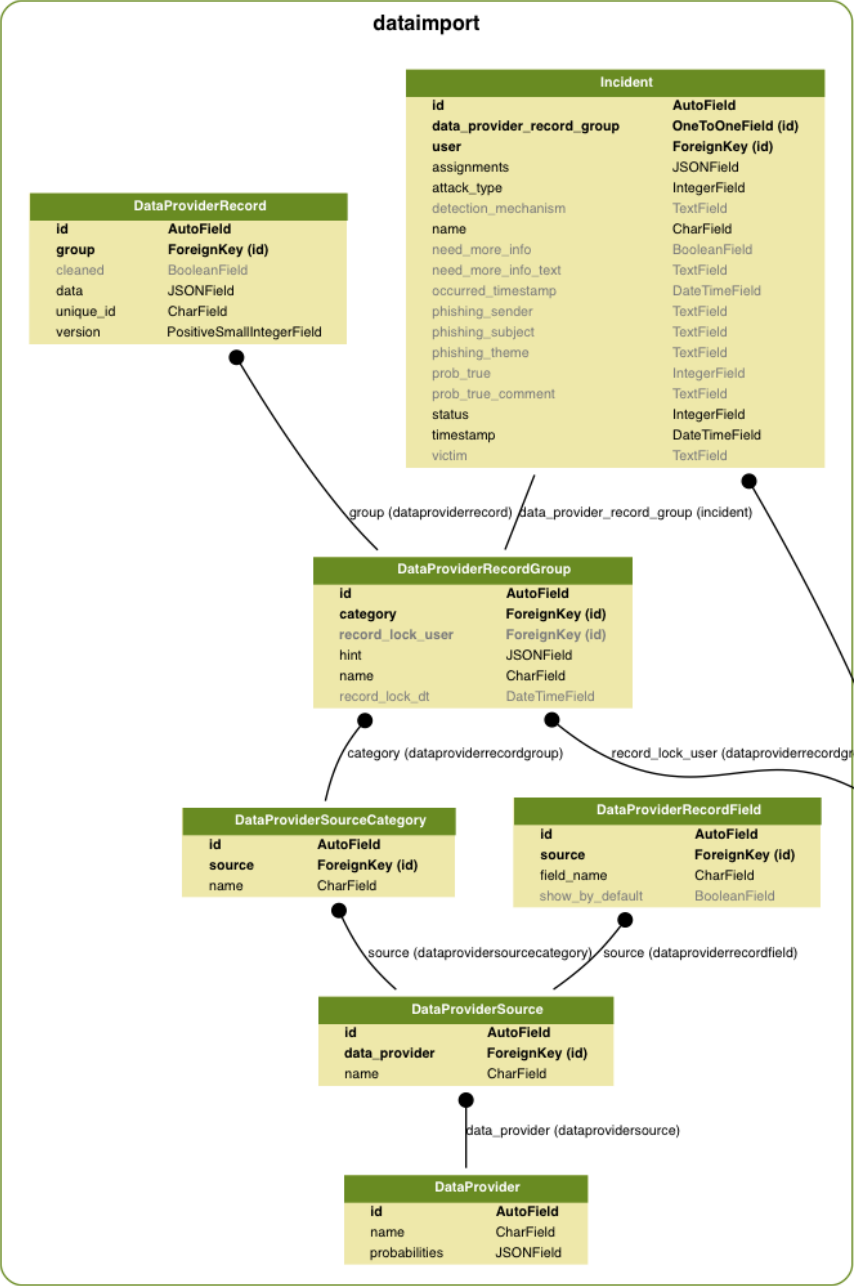 dataimport
Incident
id AutoField
data_provider_record_group OneToOneField (id)
user ForeignKey (id)
assignments JSONField
attack_type IntegerField
detection_mechanism TextField
name CharField
need_more_info BooleanField
need_more_info_text TextField
occurred_timestamp DateTimeField
phishing_sender TextField
phishing_subject TextField
phishing_theme TextField
prob_true IntegerField
prob_true_comment TextField
status IntegerField
timestamp DateTimeField
victim TextField
DataProviderRecord
id AutoField
group ForeignKey (id)
cleaned BooleanField
data JSONField
unique_id CharField
version PositiveSmallIntegerField
group (dataproviderrecord)
data_provider_record_group (incident)
DataProviderRecordGroup
id AutoField
category ForeignKey (id)
record_lock_user ForeignKey (id)
hint JSONField
name CharField
record_lock_dt DateTimeField
category (dataproviderrecordgroup)
record_lock_user (dataproviderrecordgr
DataProviderSourceCategory
id AutoField
source ForeignKey (id)
name CharField
DataProviderRecordField
id AutoField
source ForeignKey (id)
field_name CharField
show_by_default BooleanField
source (dataprovidersourcecategory)
source (dataproviderrecordfield)
DataProviderSource
id AutoField
data_provider ForeignKey (id)
name CharField
data_provider (dataprovidersource)
DataProvider
id AutoField
name CharField
probabilities JSONField